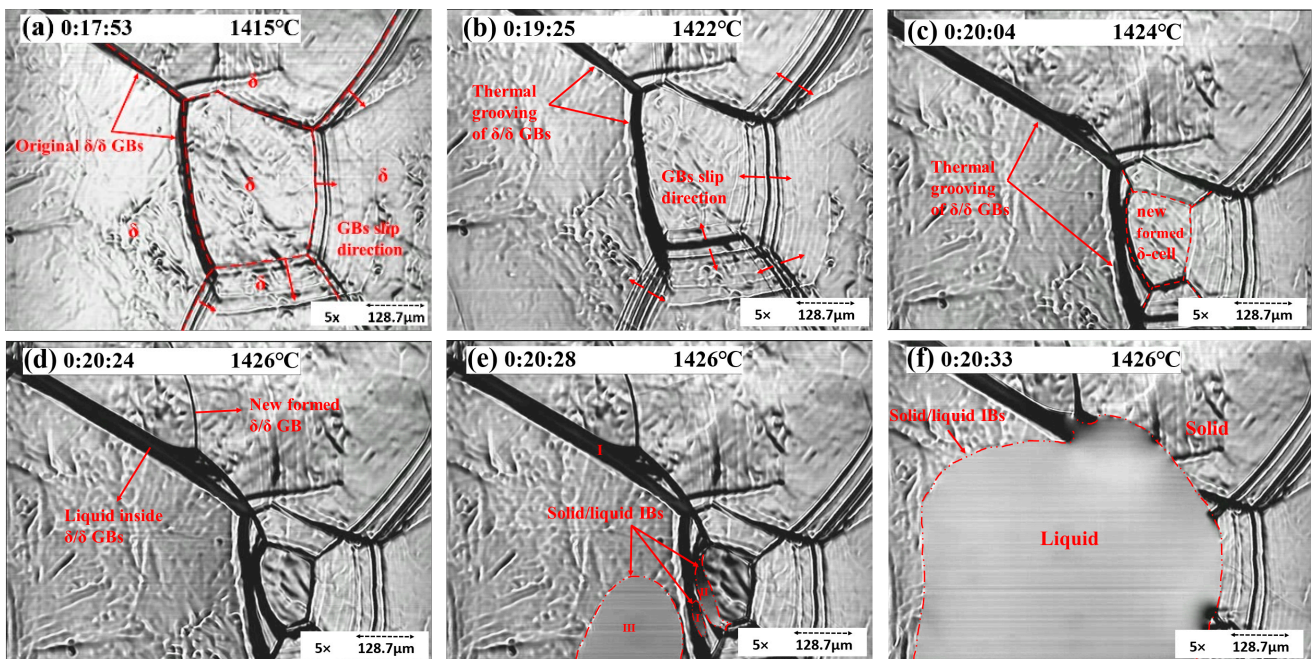 (a) 0:17:53 1415℃
δ
Original δ/δ GBs
δ
δ
δ
GBs slip
direction
δ
5x 128.7μm
(b) 0:19:25 1422℃
Thermal
grooving
of δ/δ GBs
GBs slip
direction
5× 128.7μm
(c) 0:20:04 1424℃
Thermal
grooving
of δ/δ GBs
new
formed
δ-cell
5× 128.7μm
(d) 0:20:24 1426℃
New formed
δ/δ GB
Liquid inside
δ/δ GBs
5× 128.7μm
(e) 0:20:28 1426℃
I
Solid/liquid IBs
III
5× 128.7μm
(f) 0:20:33 1426℃
Solid/liquid IBs
Solid
Liquid
5× 128.7μm